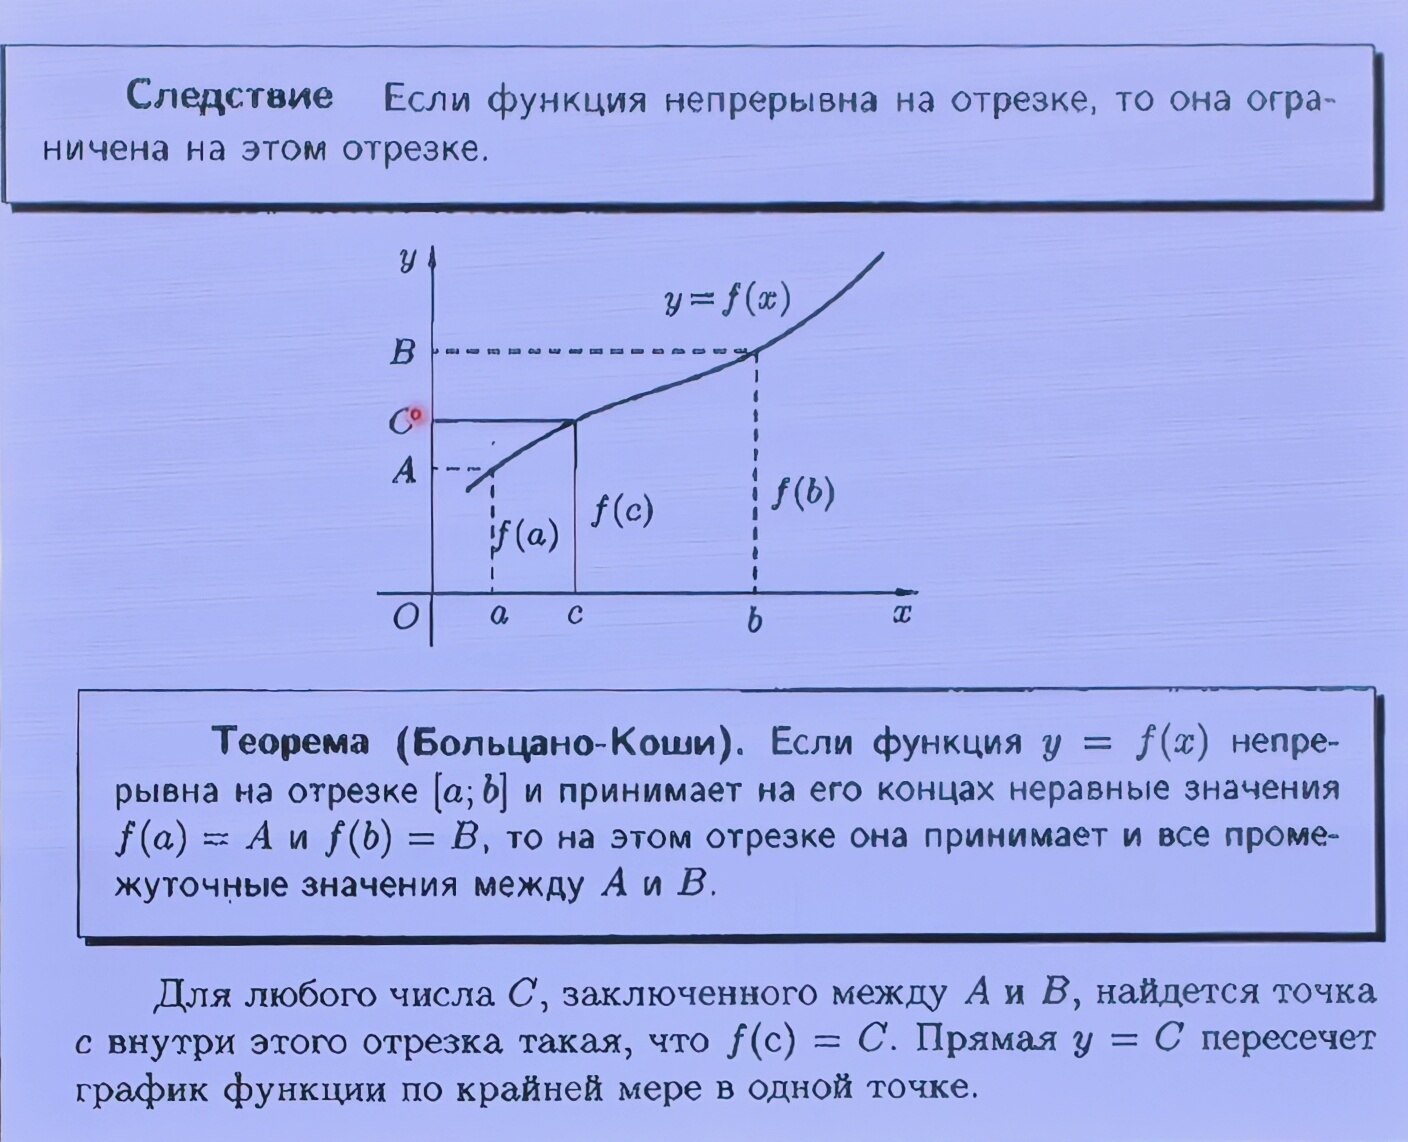 Следствие Если функция непрерывна на отрезке, то она огра-
ничена на этом отрезке.
y
y = f(x)
B
C
A
f(a)
f(c)
f(b)
O
a
c
b
x
Теорема (Больцано-Коши). Если функция y = f(x) непре-
рывна на отрезке [a; b] и принимает на его концах неравные значения
f(a) = A и f(b) = B, то на этом отрезке она принимает и все проме-
жуточные значения между A и B.
Для любого числа C, заключенного между A и B, найдется точка
c внутри этого отрезка такая, что f(c) = C. Прямая y = C пересечет
график функции по крайней мере в одной точке.